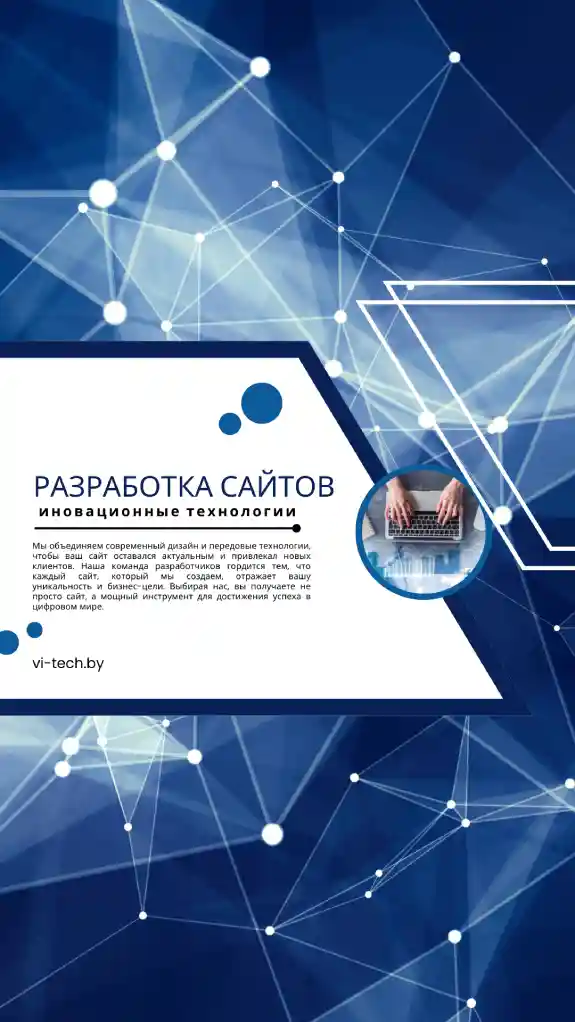 РАЗРАБОТКА САЙТОВ
иновационные технологии
Мы объединяем современный дизайн и передовые технологии,
чтобы ваш сайт оставался актуальным и привлекал новых
клиентов. Наша команда разработчиков гордится тем, что
каждый сайт, который мы создаем, отражает вашу
уникальность и бизнес-цели. Выбирая нас, вы получаете не
просто сайт, а мощный инструмент для достижения успеха в
цифровом мире.
vi-tech.by